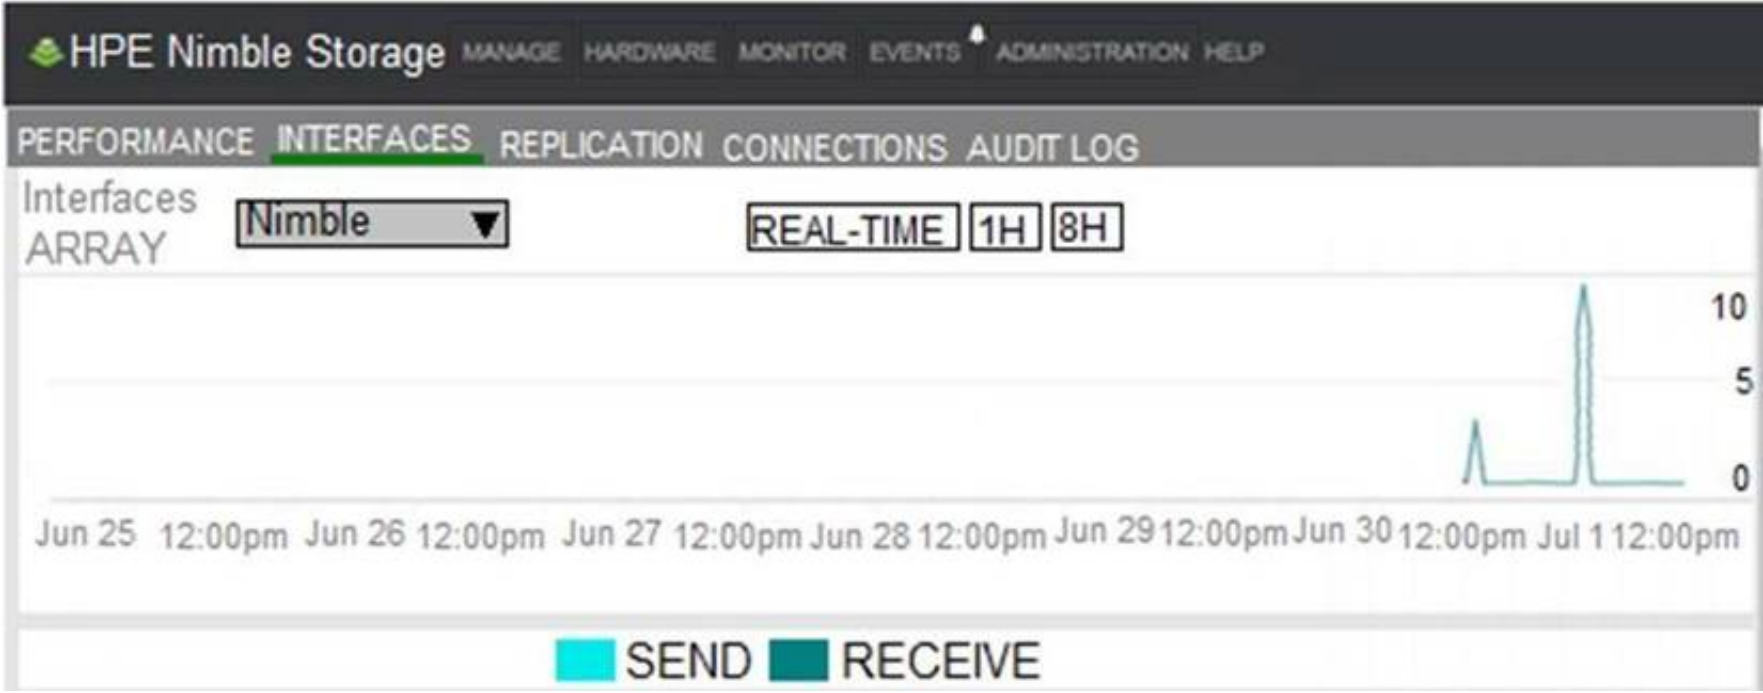 HPE Nimble Storage MANAGE HARDWARE MONITOR EVENTS ADMINISTRATION HELP
PERFORMANCE INTERFACES REPLICATION CONNECTIONS AUDIT LOG
Interfaces
ARRAY
Nimble
REAL-TIME 1H 8H
10
5
0
Jun 25 12:00pm Jun 26 12:00pm Jun 27 12:00pm Jun 28 12:00pm Jun 29 12:00pm Jun 30 12:00pm Jul 1 12:00pm
SEND RECEIVE